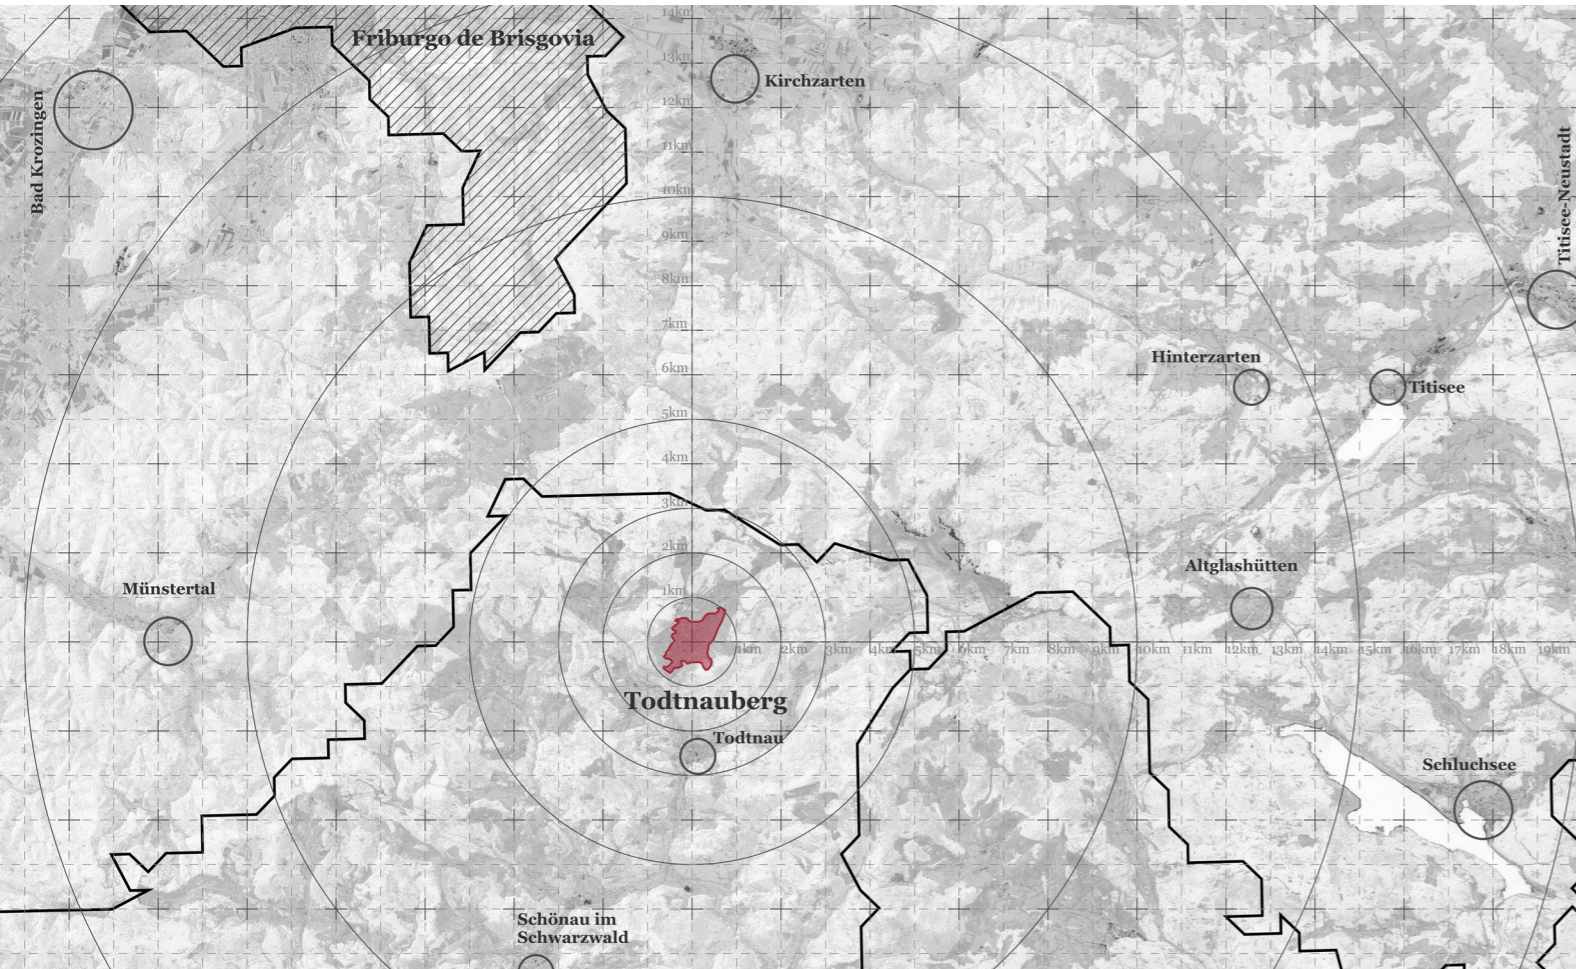 14km
Friburgo de Brisgovia
13km
Kirchzarten
12km
Bad Krozingen
11km
10km
Titisee-Neustadt
9km
8km
7km
6km
Hinterzarten
Titisee
5km
4km
3km
2km
1km
Münstertal
Altglashütten
1km 2km 3km 4km 5km 6km 7km 8km 9km 10km 11km 12km 13km 14km 15km 16km 17km 18km 19km
Todtnauberg
Todtnau
Schluchsee
Schönau im
Schwarzwald